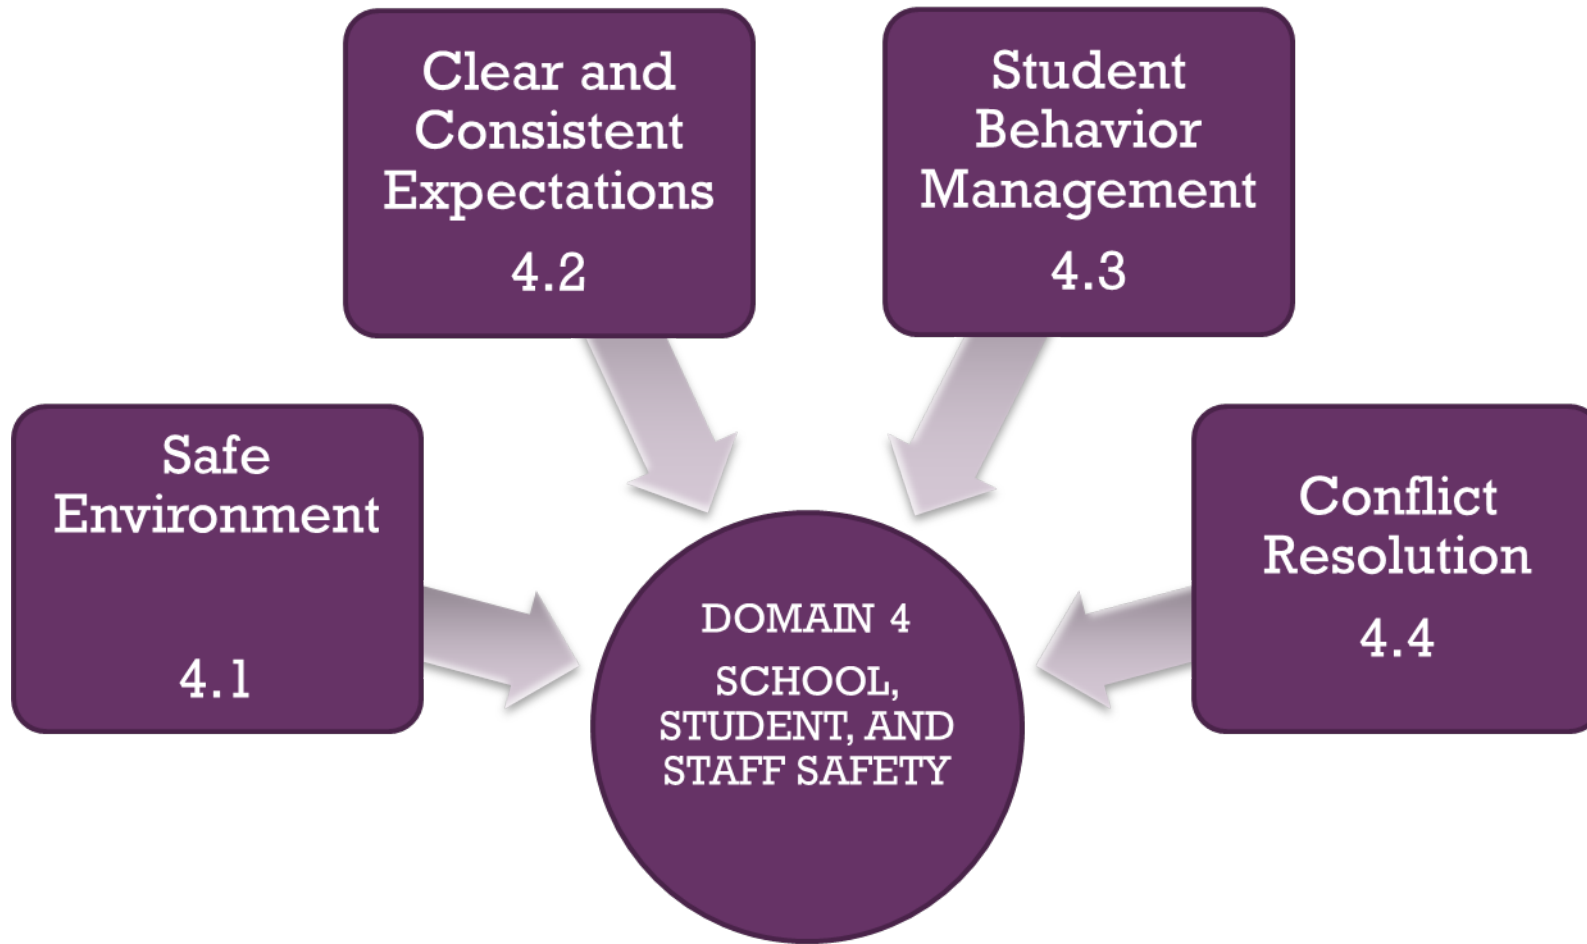 Clear and
Consistent
Expectations
4.2
Student
Behavior
Management
4.3
Safe
Environment
4.1
Conflict
Resolution
4.4
DOMAIN 4
SCHOOL,
STUDENT, AND
STAFF SAFETY